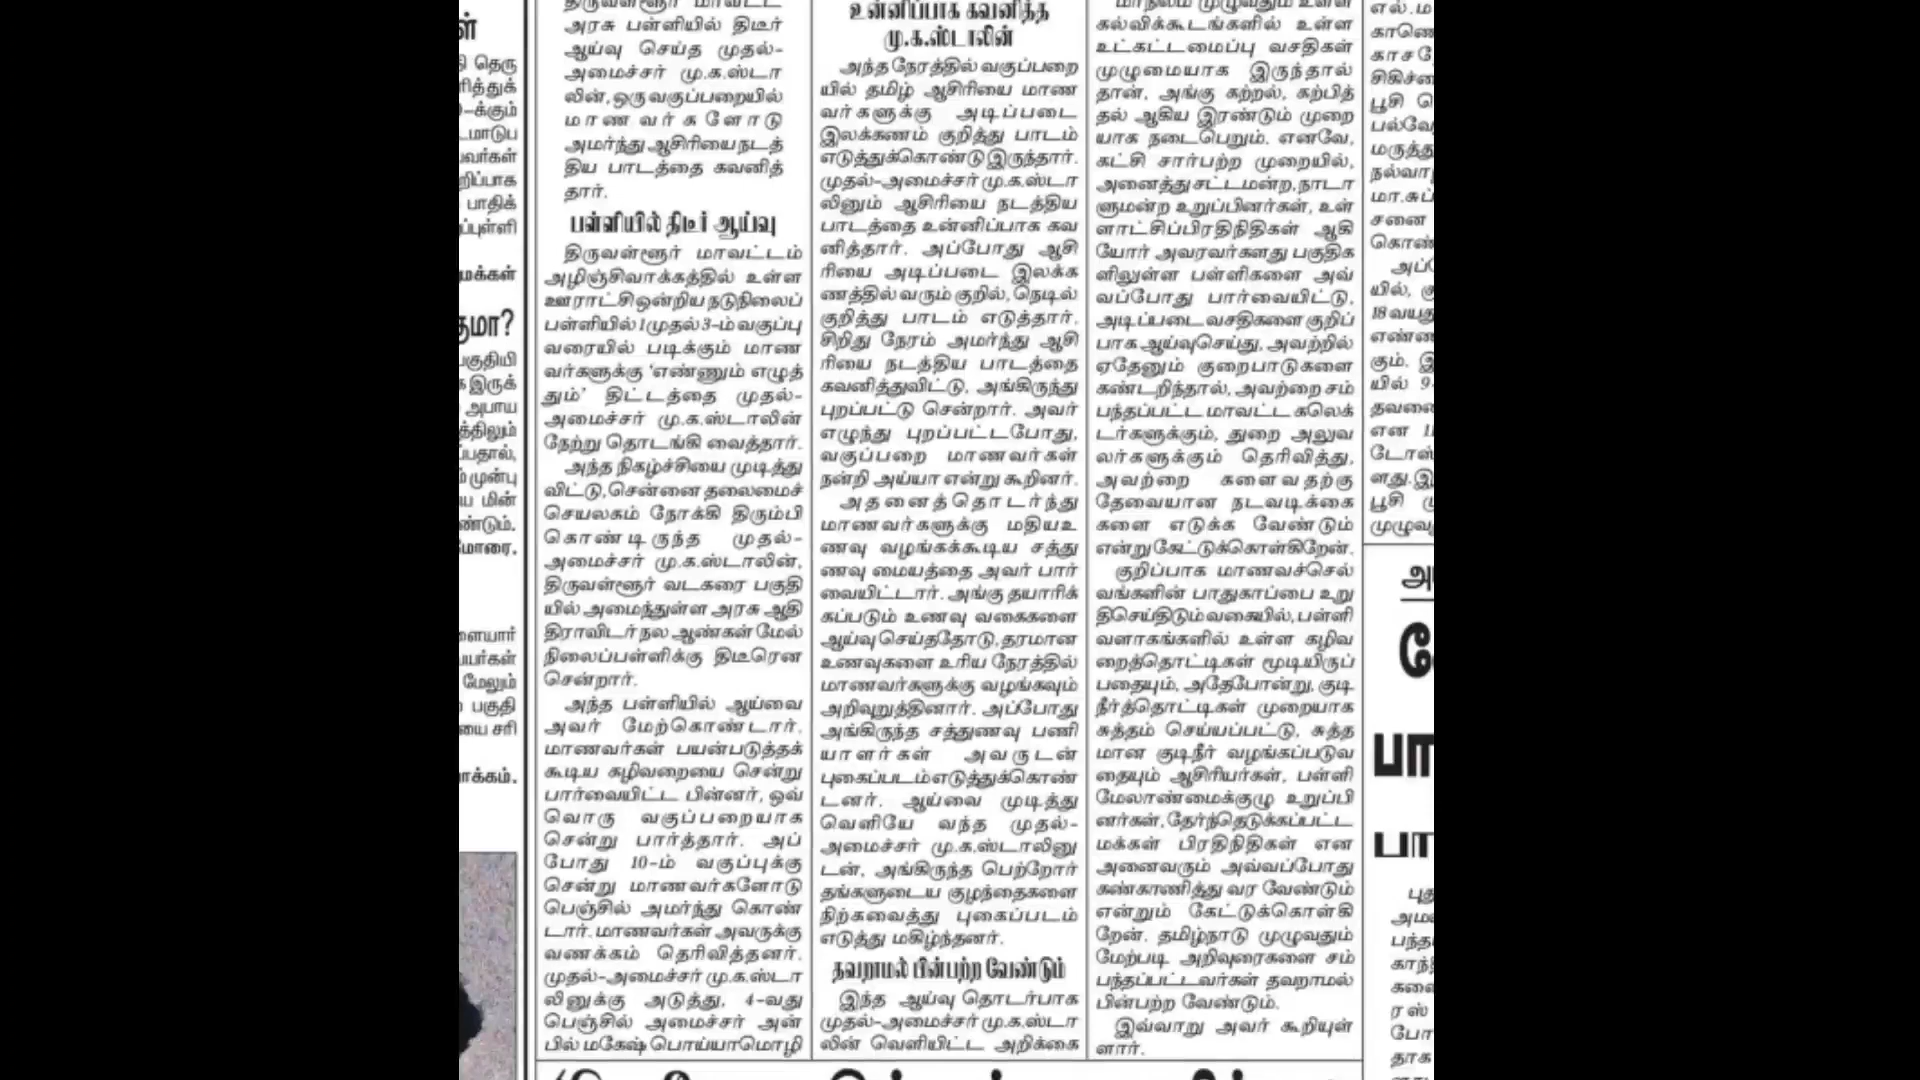 திருவள்ளூர் மாவட்ட
அரசு பள்ளியில் திடீர்
ஆய்வு செய்த முதல்-
அமைச்சர் மு.க.ஸ்டா
லின், ஒரு வகுப்பறையில்
மாணவர்களோடு
அமர்ந்து ஆசிரியை நடத்
திய பாடத்தை கவனித்
தார்.
பள்ளியில் திடீர் ஆய்வு
திருவள்ளூர் மாவட்டம்
அழிஞ்சிவாக்கத்தில் உள்ள
ஊராட்சி ஒன்றிய நடுநிலைப்
பள்ளியில் 1 முதல் 3-ம் வகுப்பு
வரையில் படிக்கும் மாண
வர்களுக்கு 'எண்ணும் எழுத்
தும்' திட்டத்தை முதல்-
அமைச்சர் மு.க.ஸ்டாலின்
நேற்று தொடங்கி வைத்தார்.
அந்த நிகழ்ச்சியை முடித்து
விட்டு, சென்னை தலைமைச்
செயலகம் நோக்கி திரும்பி
கொண்டிருந்த முதல்-
அமைச்சர் மு.க.ஸ்டாலின்,
திருவள்ளூர் வடகரை பகுதி
யில் அமைந்துள்ள அரசு ஆதி
திராவிடர் நல ஆண்கள் மேல்
நிலைப்பள்ளிக்கு திடீரென
சென்றார்.
அந்த பள்ளியில் ஆய்வை
அவர் மேற்கொண்டார்.
மாணவர்கள் பயன்படுத்தக்
கூடிய கழிவறையை சென்று
பார்வையிட்ட பின்னர், ஒவ்
வொரு வகுப்பறையாக
சென்று பார்த்தார். அப்
போது 10-ம் வகுப்புக்கு
சென்று மாணவர்களோடு
பெஞ்சில் அமர்ந்து கொண்
டார். மாணவர்கள் அவருக்கு
வணக்கம் தெரிவித்தனர்.
முதல்-அமைச்சர் மு.க.ஸ்டா
லினுக்கு அடுத்து, 4-வது
பெஞ்சில் அமைச்சர் அன்
பில் மகேஷ் பொய்யாமொழி
உன்னிப்பாக கவனித்த
மு.க.ஸ்டாலின்
அந்த நேரத்தில் வகுப்பறை
யில் தமிழ் ஆசிரியை மாண
வர்களுக்கு அடிப்படை
இலக்கணம் குறித்து பாடம்
எடுத்துக்கொண்டு இருந்தார்.
முதல்-அமைச்சர் மு.க.ஸ்டா
லினும் ஆசிரியை நடத்திய
பாடத்தை உன்னிப்பாக கவ
னித்தார். அப்போது ஆசி
ரியை அடிப்படை இலக்க
ணத்தில் வரும் குறில், நெடில்
குறித்து பாடம் எடுத்தார்.
சிறிது நேரம் அமர்ந்து ஆசி
ரியை நடத்திய பாடத்தை
கவனித்துவிட்டு, அங்கிருந்து
புறப்பட்டு சென்றார். அவர்
எழுந்து புறப்பட்டபோது,
வகுப்பறை மாணவர்கள்
நன்றி அய்யா என்று கூறினர்.
அதனைத்தொடர்ந்து
மாணவர்களுக்கு மதியஉ
ணவு வழங்கக்கூடிய சத்து
ணவு மையத்தை அவர் பார்
வையிட்டார். அங்கு தயாரிக்
கப்படும் உணவு வகைகளை
ஆய்வு செய்ததோடு, தரமான
உணவுகளை உரிய நேரத்தில்
மாணவர்களுக்கு வழங்கவும்
அறிவுறுத்தினார். அப்போது
அங்கிருந்த சத்துணவு பணி
யாளர்கள் அவருடன்
புகைப்படம் எடுத்துக்கொண்
டனர். ஆய்வை முடித்து
வெளியே வந்த முதல்-
அமைச்சர் மு.க.ஸ்டாலினு
டன், அங்கிருந்த பெற்றோர்
தங்களுடைய குழந்தைகளை
நிற்கவைத்து புகைப்படம்
எடுத்து மகிழ்ந்தனர்.
தவறாமல் பின்பற்ற வேண்டும்
இந்த ஆய்வு தொடர்பாக
முதல்-அமைச்சர் மு.க.ஸ்டா
லின் வெளியிட்ட அறிக்கை
மாநிலம் முழுவதும் உள்ள
கல்விக்கூடங்களில் உள்ள
உட்கட்டமைப்பு வசதிகள்
முழுமையாக இருந்தால்
தான், அங்கு கற்றல், கற்பித்
தல் ஆகிய இரண்டும் முறை
யாக நடைபெறும். எனவே,
கட்சி சார்பற்ற முறையில்,
அனைத்து சட்டமன்ற, நாடா
ளுமன்ற உறுப்பினர்கள், உள்
ளாட்சிப்பிரதிநிதிகள் ஆகி
யோர் அவரவர்களது பகுதிக
ளிலுள்ள பள்ளிகளை அவ்
வப்போது பார்வையிட்டு,
அடிப்படை வசதிகளை குறிப்
பாக ஆய்வு செய்து, அவற்றில்
ஏதேனும் குறைபாடுகளை
கண்டறிந்தால், அவற்றை சம்
பந்தப்பட்ட மாவட்ட கலெக்
டர்களுக்கும், துறை அலுவ
லர்களுக்கும் தெரிவித்து,
அவற்றை களைவதற்கு
தேவையான நடவடிக்கை
களை எடுக்க வேண்டும்
என்று கேட்டுக்கொள்கிறேன்.
குறிப்பாக மாணவச்செல்
வங்களின் பாதுகாப்பை உறு
திசெய்திடும் வகையில், பள்ளி
வளாகங்களில் உள்ள கழிவ
றைத்தொட்டிகள் மூடியிருப்
பதையும், அதேபோன்று, குடி
நீர்த்தொட்டிகள் முறையாக
சுத்தம் செய்யப்பட்டு, சுத்த
மான குடிநீர் வழங்கப்படுவ
தையும் ஆசிரியர்கள், பள்ளி
மேலாண்மைக்குழு உறுப்பி
னர்கள், தேர்ந்தெடுக்கப்பட்ட
மக்கள் பிரதிநிதிகள் என
அனைவரும் அவ்வப்போது
கண்காணித்து வர வேண்டும்
என்றும் கேட்டுக்கொள்கி
றேன். தமிழ்நாடு முழுவதும்
மேற்படி அறிவுரைகளை சம்
பந்தப்பட்டவர்கள் தவறாமல்
பின்பற்ற வேண்டும்.
இவ்வாறு அவர் கூறியுள்
ளார்.